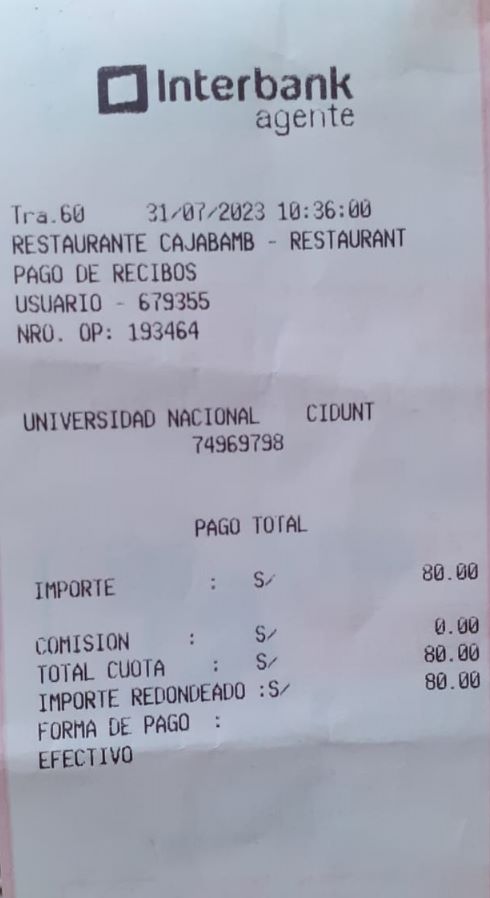 Interbank
agente
Tra.60 31/07/2023 10:36:00
RESTAURANTE CAJABAMB - RESTAURANT
PAGO DE RECIBOS
USUARIO - 679355
NRO. OP: 193464
UNIVERSIDAD NACIONAL CIDUNT
74969798
PAGO TOTAL
IMPORTE : S/ 80.00
COMISION : S/ 0.00
TOTAL CUOTA : S/ 80.00
IMPORTE REDONDEADO :S/ 80.00
FORMA DE PAGO :
EFECTIVO